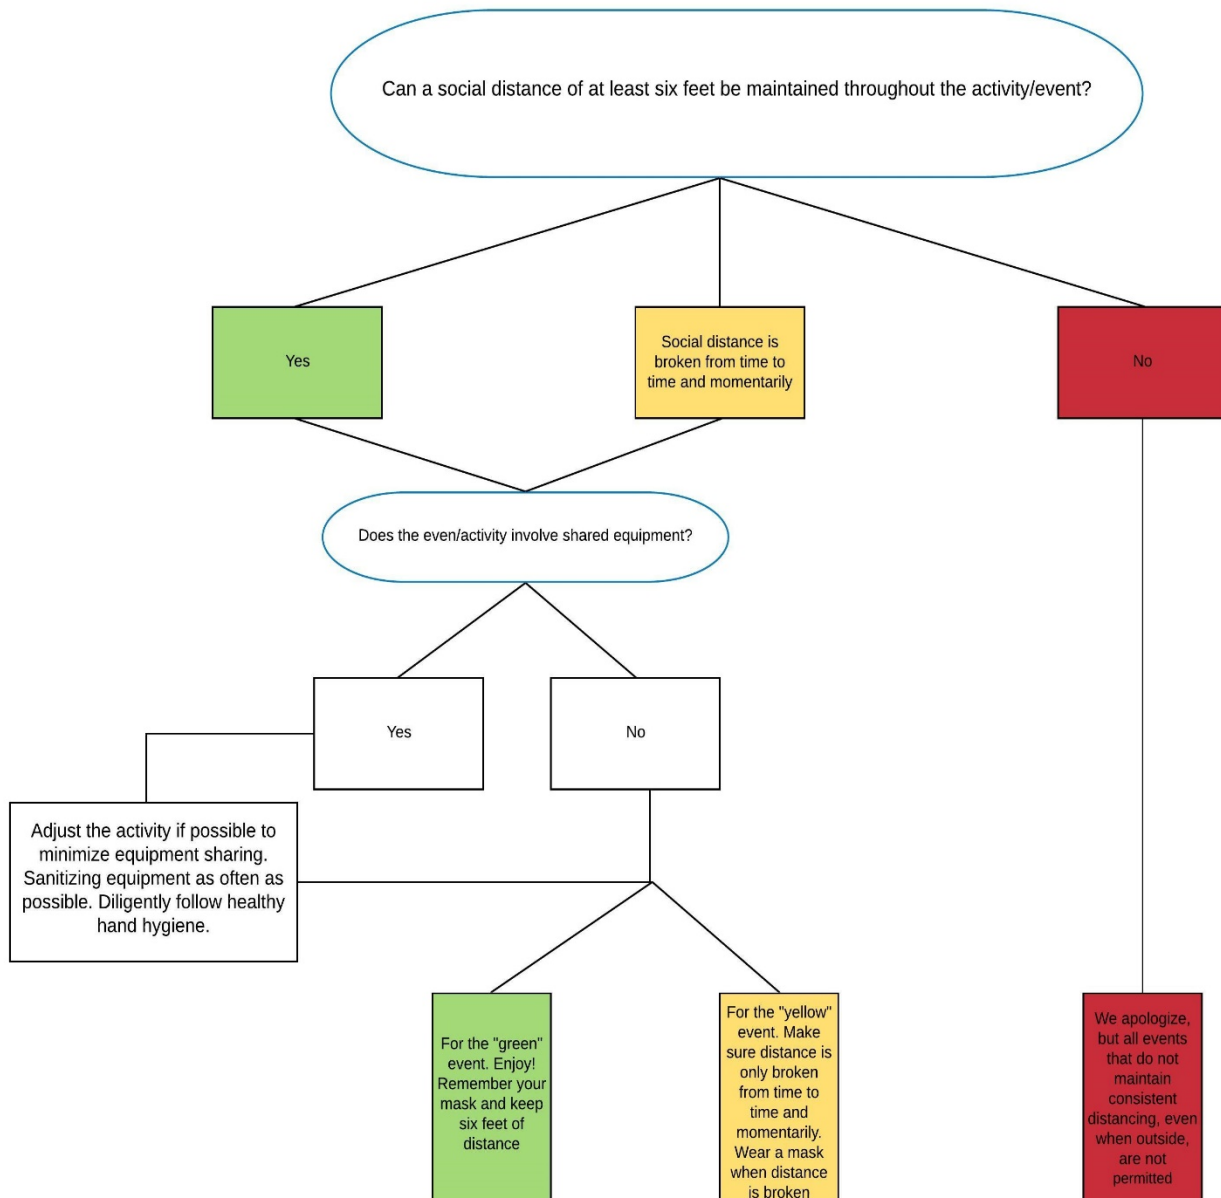 Can a social distance of at least six feet be maintained throughout the activity/event?
Yes
Social distance is
broken from time to
time and momentarily
No
Does the even/activity involve shared equipment?
Yes
No
Adjust the activity if possible to
minimize equipment sharing.
Sanitizing equipment as often as
possible. Diligently follow healthy
hand hygiene.
For the "green"
event. Enjoy!
Remember your
mask and keep
six feet of
distance
For the "yellow"
event. Make
sure distance is
only broken
from time to
time and
momentarily.
Wear a mask
when distance
is broken
We apologize,
but all events
that do not
maintain
consistent
distancing, even
when outside,
are not
permitted